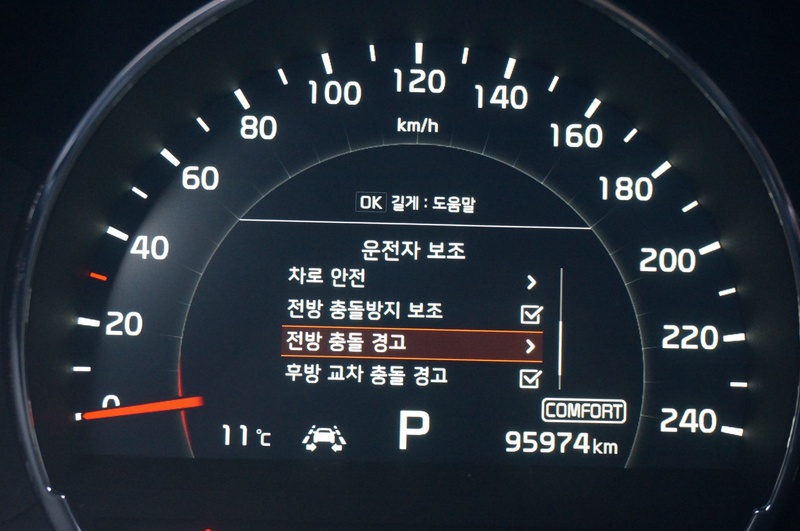 120
100
140
80
km/h
160
60
180
OK 길게 : 도움말
40
운전자 보조
200
차로 안전
전방 충돌방지 보조
20
전방 충돌 경고
220
후방 교차 충돌 경고
0
COMFORT
240
11℃
P
95974km